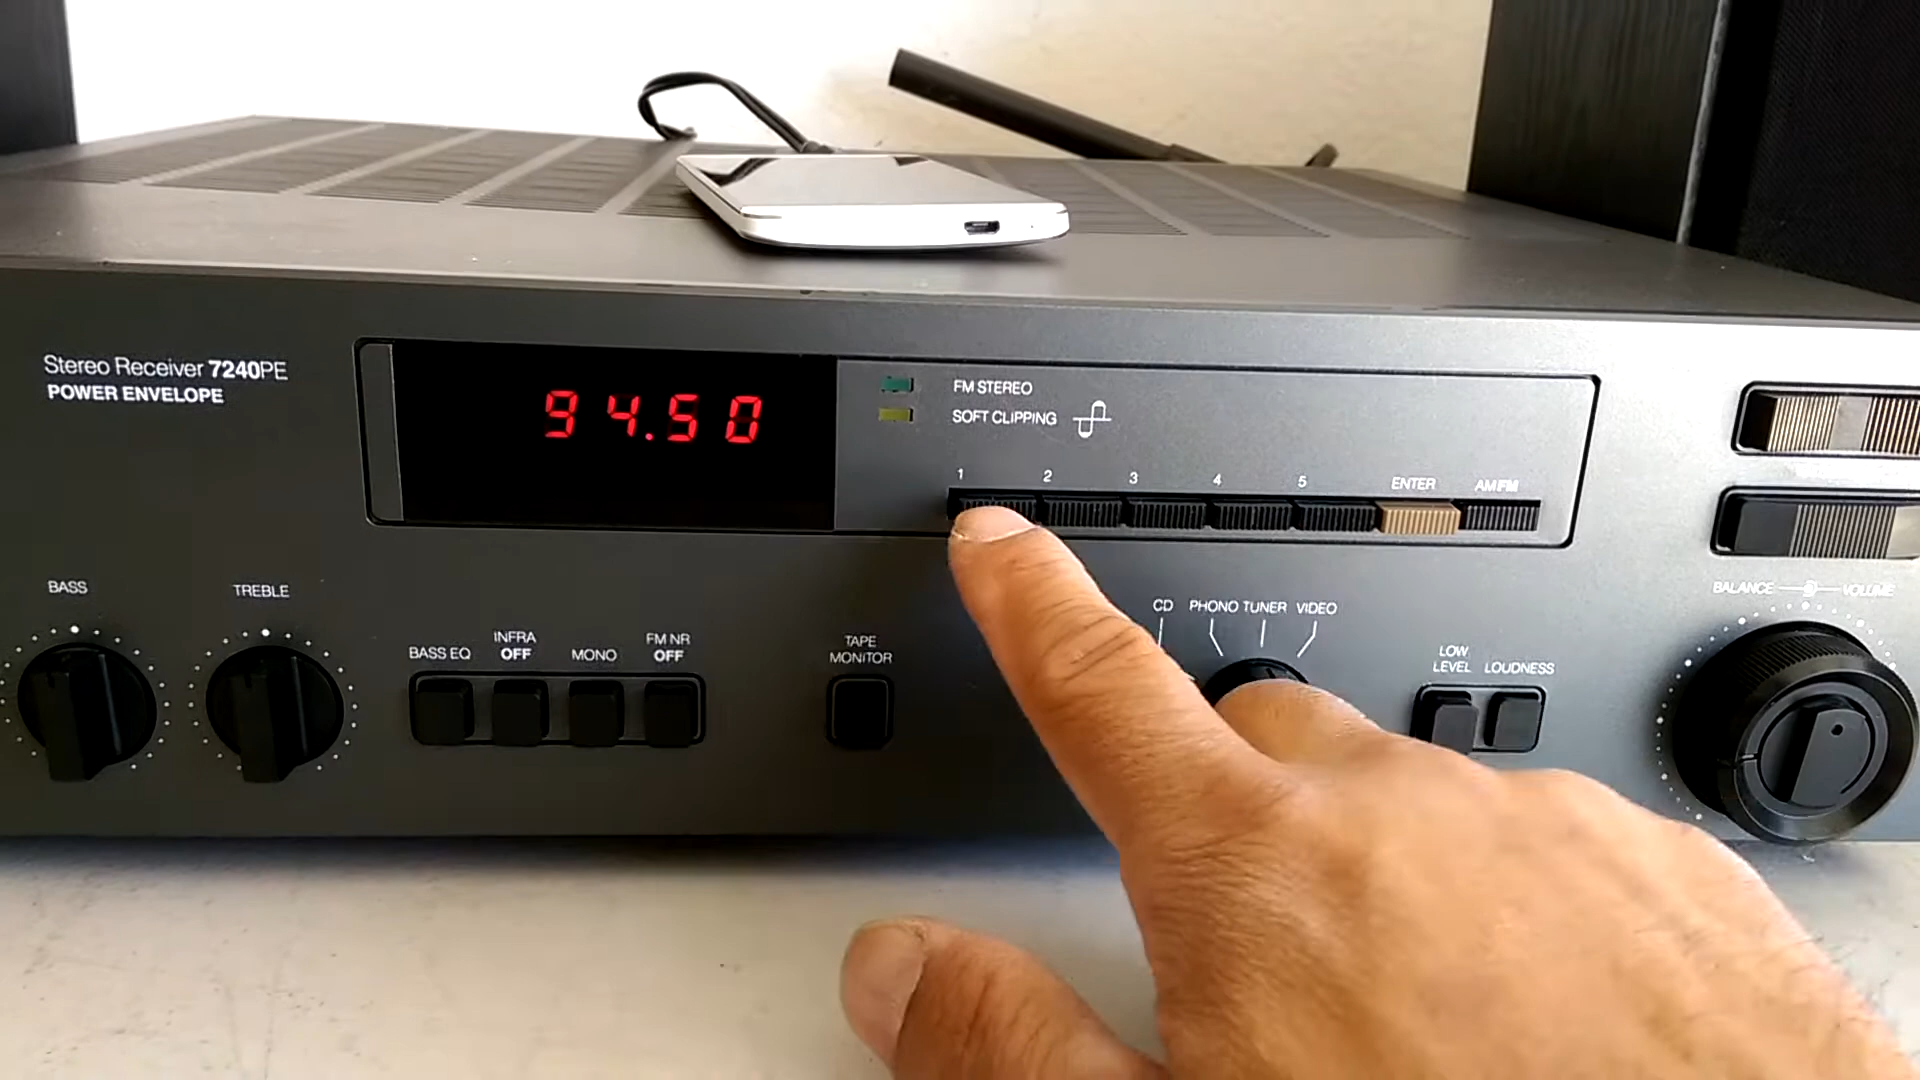 Stereo Receiver 7240PE
POWER ENVELOPE
94.50
FM STEREO
SOFT CLIPPING
1 2 3 4 5 ENTER AM FM
BASS
TREBLE
BASS EQ
INFRA
OFF
MONO
FM NR
OFF
TAPE
MONITOR
CD PHONO TUNER VIDEO
LOW
LEVEL
LOUDNESS
BALANCE VOLUME